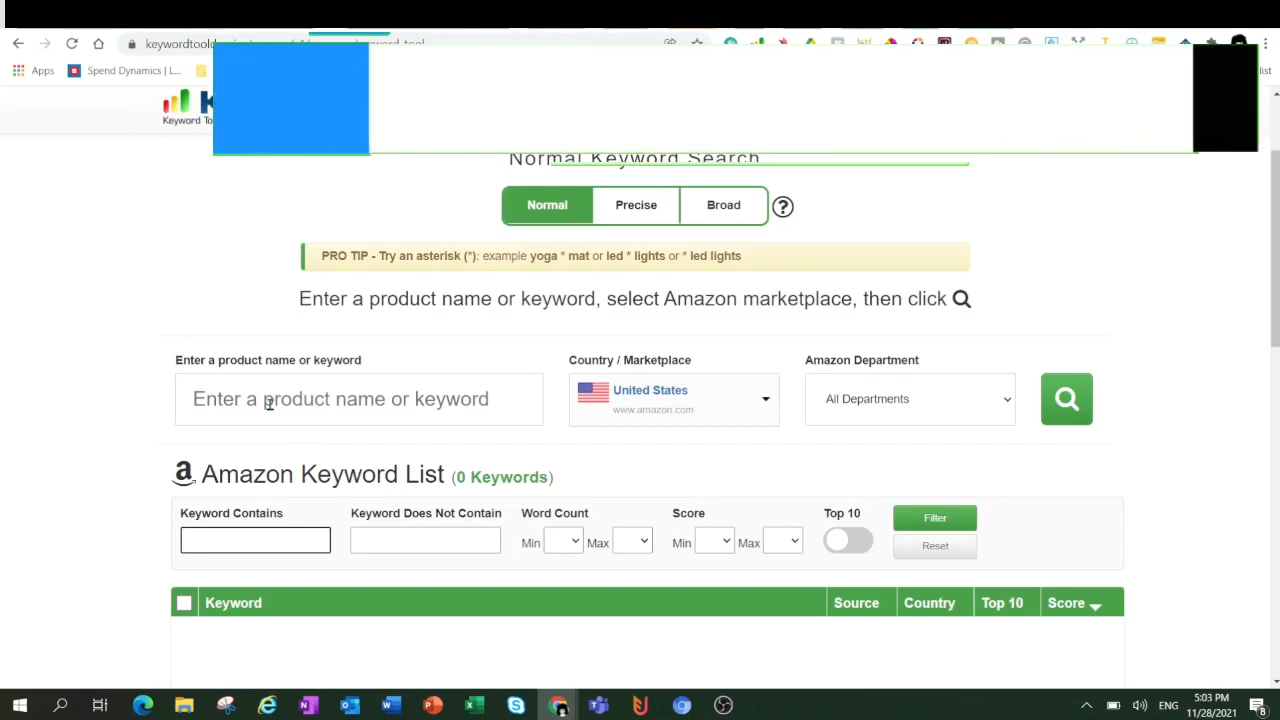 Apps
Spend Dynamics | L...
list
Normal Keyword Search
Normal
Precise
Broad
?
PRO TIP - Try an asterisk (*): example yoga * mat or led * lights or * led lights
Enter a product name or keyword, select Amazon marketplace, then click
Enter a product name or keyword
Country / Marketplace
Amazon Department
Enter a product name or keyword
United States
www.amazon.com
All Departments
Amazon Keyword List (0 Keywords)
Keyword Contains
Keyword Does Not Contain
Word Count
Score
Top 10
Min
Max
Min
Max
Filter
Reset
Keyword
Source
Country
Top 10
Score
ENG
5:03 PM
11/28/2021
8